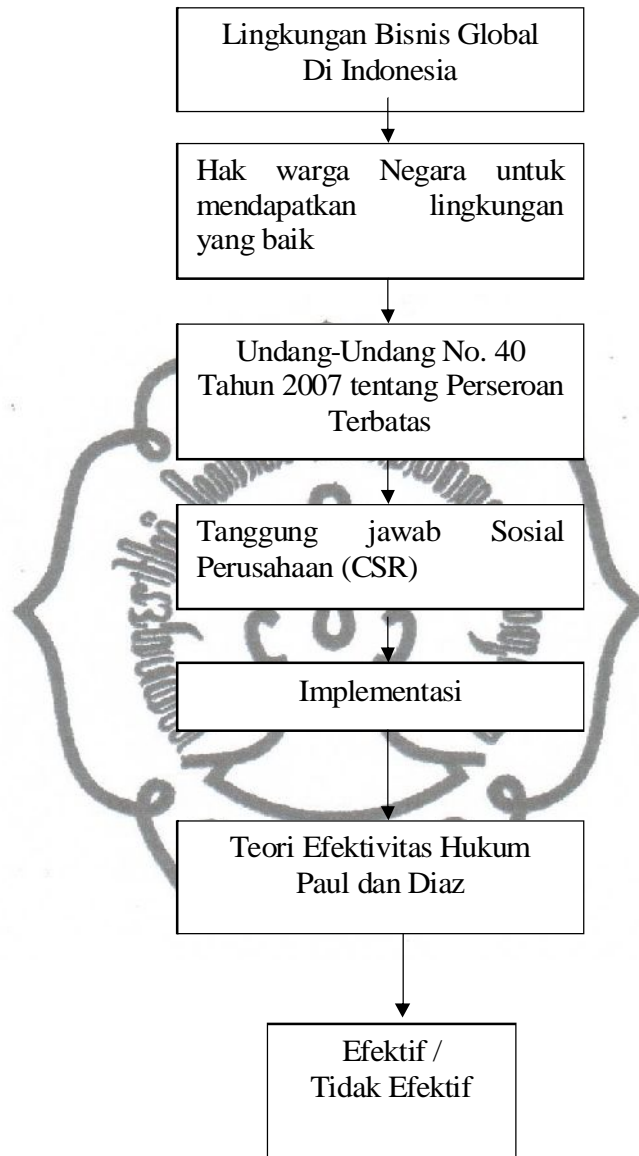 Lingkungan Bisnis Global
Di Indonesia
Hak warga Negara untuk
mendapatkan lingkungan
yang baik
Undang-Undang No. 40
Tahun 2007 tentang Perseroan
Terbatas
Tanggung jawab Sosial
Perusahaan (CSR)
Implementasi
Teori Efektivitas Hukum
Paul dan Diaz
Efektif /
Tidak Efektif